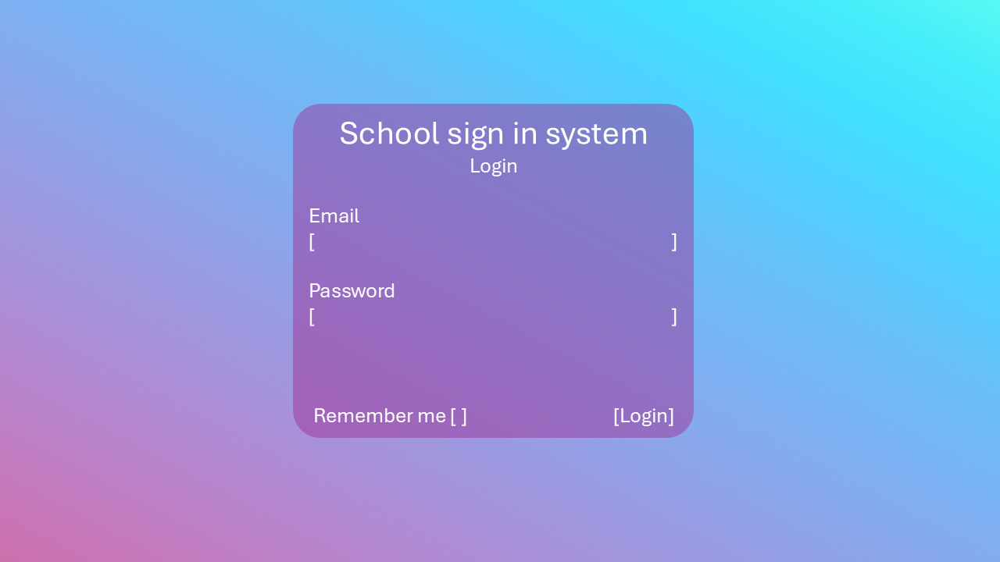 School sign in system
Login
Email
[ ]
Password
[ ]
Remember me [ ] [Login]